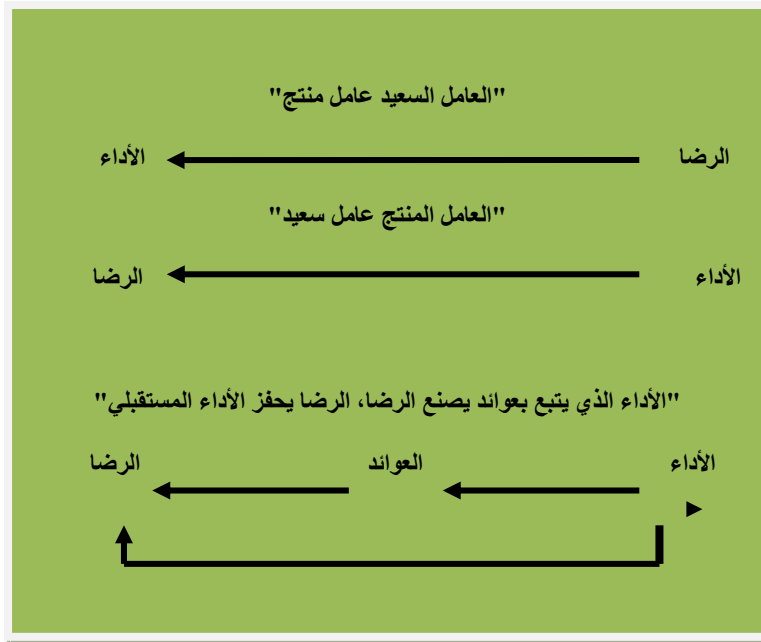 "العامل السعيد عامل منتج"
الرضا الأداء
"العامل المنتج عامل سعيد"
الأداء الرضا
"الأداء الذي يتبع بعوائد يصنع الرضا، الرضا يحفز الأداء المستقبلي"
الأداء العوائد الرضا